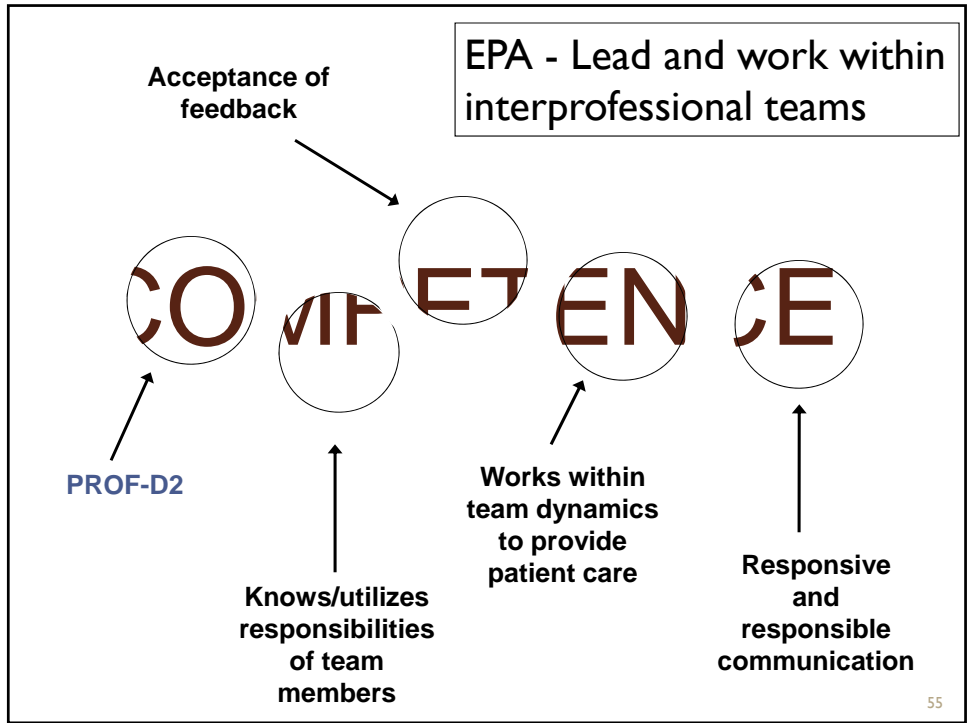 EPA - Lead and work within
interprofessional teams
Acceptance of
feedback
COMPETENCE
PROF-D2
Knows/utilizes
responsibilities
of team
members
Works within
team dynamics
to provide
patient care
Responsive
and
responsible
communication
55